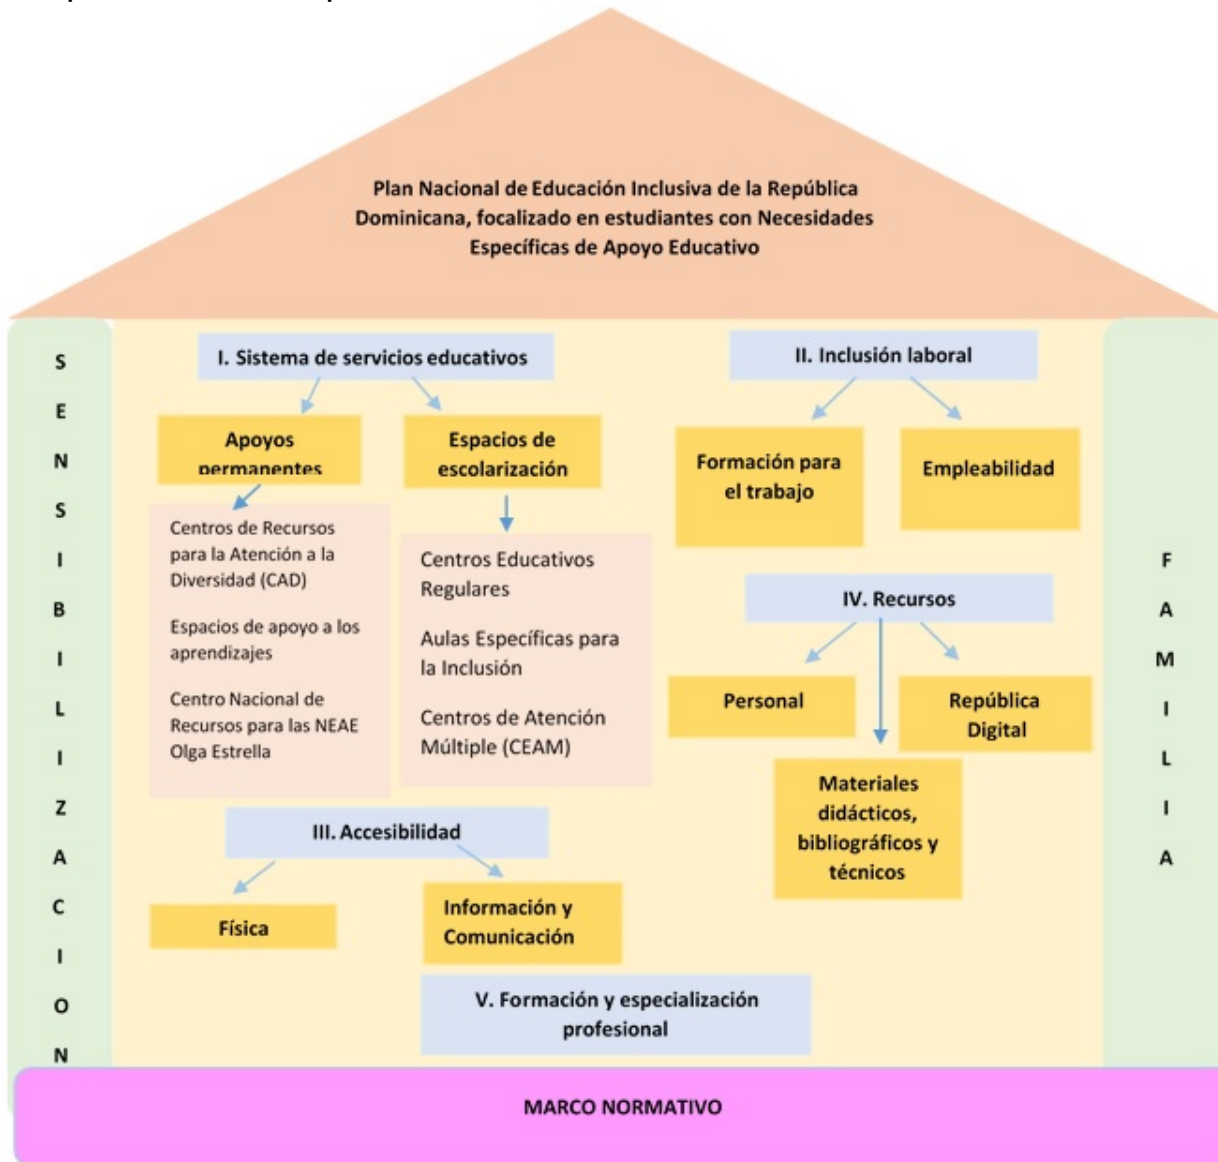 Plan Nacional de Educación Inclusiva de la República
Dominicana, focalizado en estudiantes con Necesidades
Específicas de Apoyo Educativo
SENSIBILIZACION
I. Sistema de servicios educativos
Apoyos
permanentes
Espacios de
escolarización
Centros de Recursos
para la Atención a la
Diversidad (CAD)
Espacios de apoyo a los
aprendizajes
Centro Nacional de
Recursos para las NEAE
Olga Estrella
Centros Educativos
Regulares
Aulas Específicas para
la Inclusión
Centros de Atención
Múltiple (CEAM)
II. Inclusión laboral
Formación para
el trabajo
Empleabilidad
III. Accesibilidad
Física
Información y
Comunicación
IV. Recursos
Personal
República
Digital
Materiales
didácticos,
bibliográficos y
técnicos
V. Formación y especialización
profesional
FAMILIA
MARCO NORMATIVO